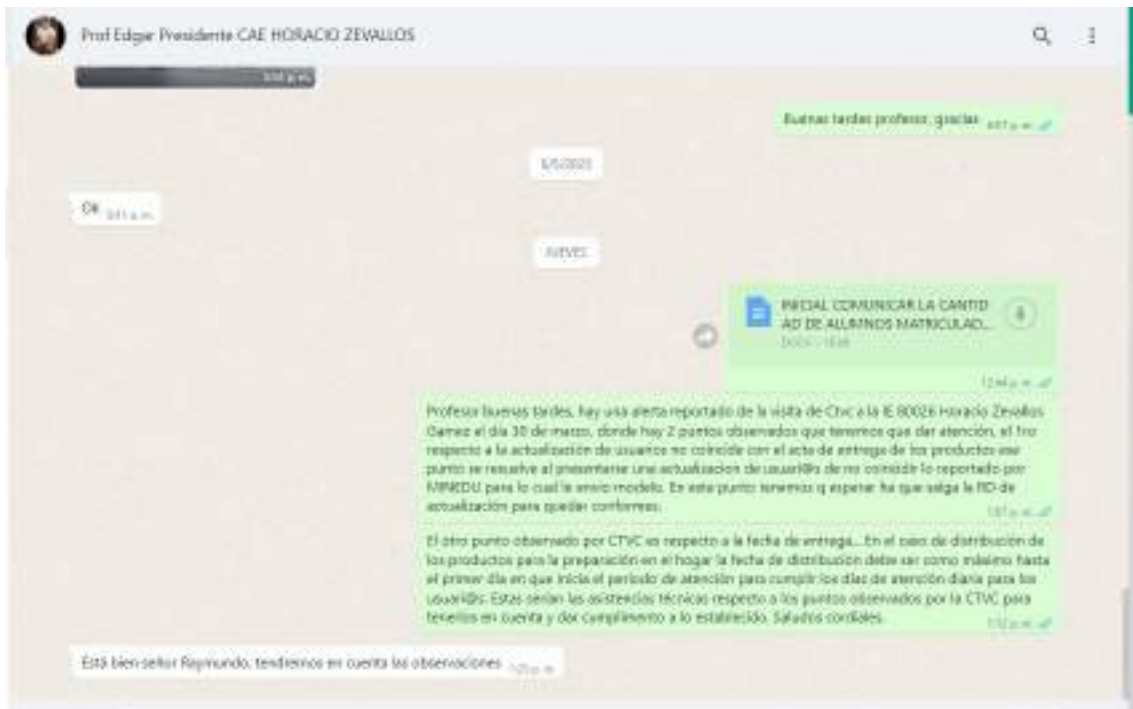 Prof Edgar Presidente CAE HORACIO ZEVALLOS
p. m.
Buenas tardes profesor, gracias
Ok
JUEVES
INICIAL COMUNICAR LA CANTID
AD DE ALUMNOS MATRICULAD...
DOCX
12:44 p. m.
Profesor buenas tardes, hay una alerta reportado de la visita de Ctvc a la IE 80026 Horacio Zevallos
Gamez el día 30 de marzo, donde hay 2 puntos observados que tenemos que dar atención, el 1ro
respecto a la actualización de usuarios no coincide con el acta de entrega de los productos ese
punto se resuelve al presentarse una actualizacion de usuari@s de no coincidir lo reportado por
MINEDU para lo cual le envio modelo. En este punto tenemos q esperar ha que salga la RD de
actualización para quedar conformes.
El otro punto observado por CTVC es respecto a la fecha de entrega... En el caso de distribución de
los productos para la preparación en el hogar la fecha de distribución debe ser como máximo hasta
el primer día en que inicia el periodo de atención para cumplir los días de atención diaria para los
usuari@s. Estas serían las asistencias técnicas respecto a los puntos observados por la CTVC para
tenerlos en cuenta y dar cumplimento a lo establecido. Saludos cordiales.
Está bien señor Raymundo, tendremos en cuenta las observaciones